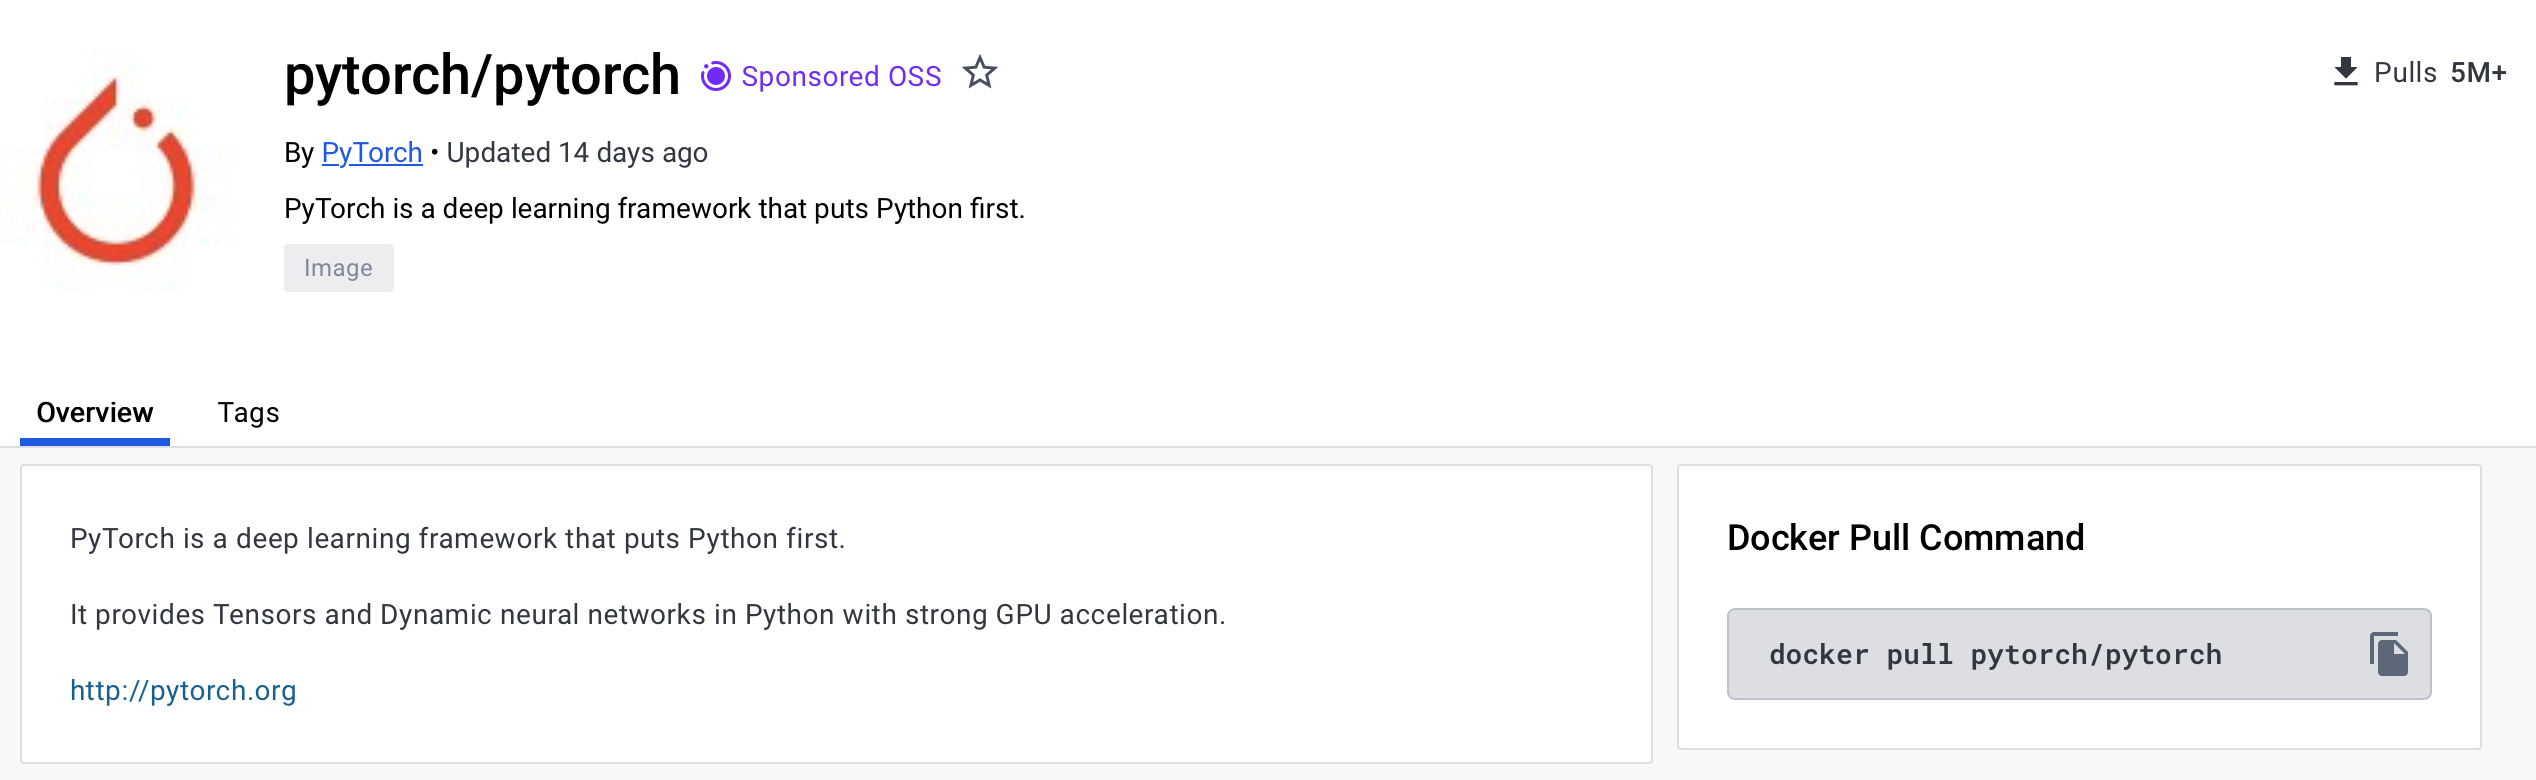 pytorch/pytorch Sponsored OSS
Pulls 5M+
By PyTorch • Updated 14 days ago
PyTorch is a deep learning framework that puts Python first.
Image
Overview Tags
PyTorch is a deep learning framework that puts Python first.
It provides Tensors and Dynamic neural networks in Python with strong GPU acceleration.
http://pytorch.org
Docker Pull Command
docker pull pytorch/pytorch